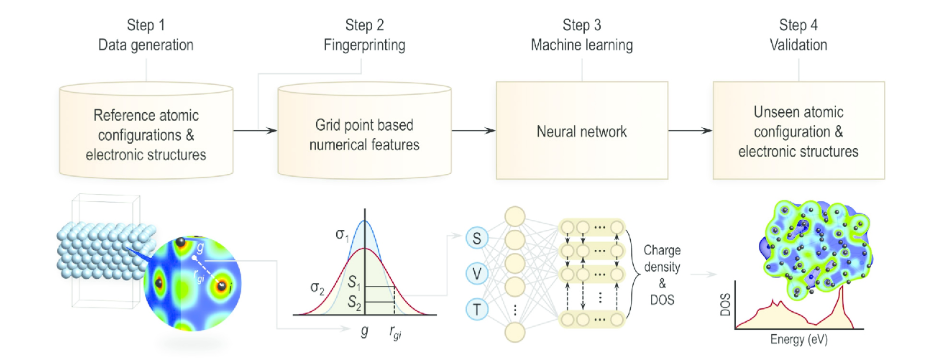 Step 1
Data generation
Step 2
Fingerprinting
Step 3
Machine learning
Step 4
Validation
Reference atomic
configurations &
electronic structures
Grid point based
numerical features
Neural network
Unseen atomic
configuration &
electronic structures
g
r_gi
σ₁
σ₂
S₁
S₂
g
r_gi
S
V
T
...
...
...
⋮
...
Charge
density
& DOS
DOS
Energy (eV)